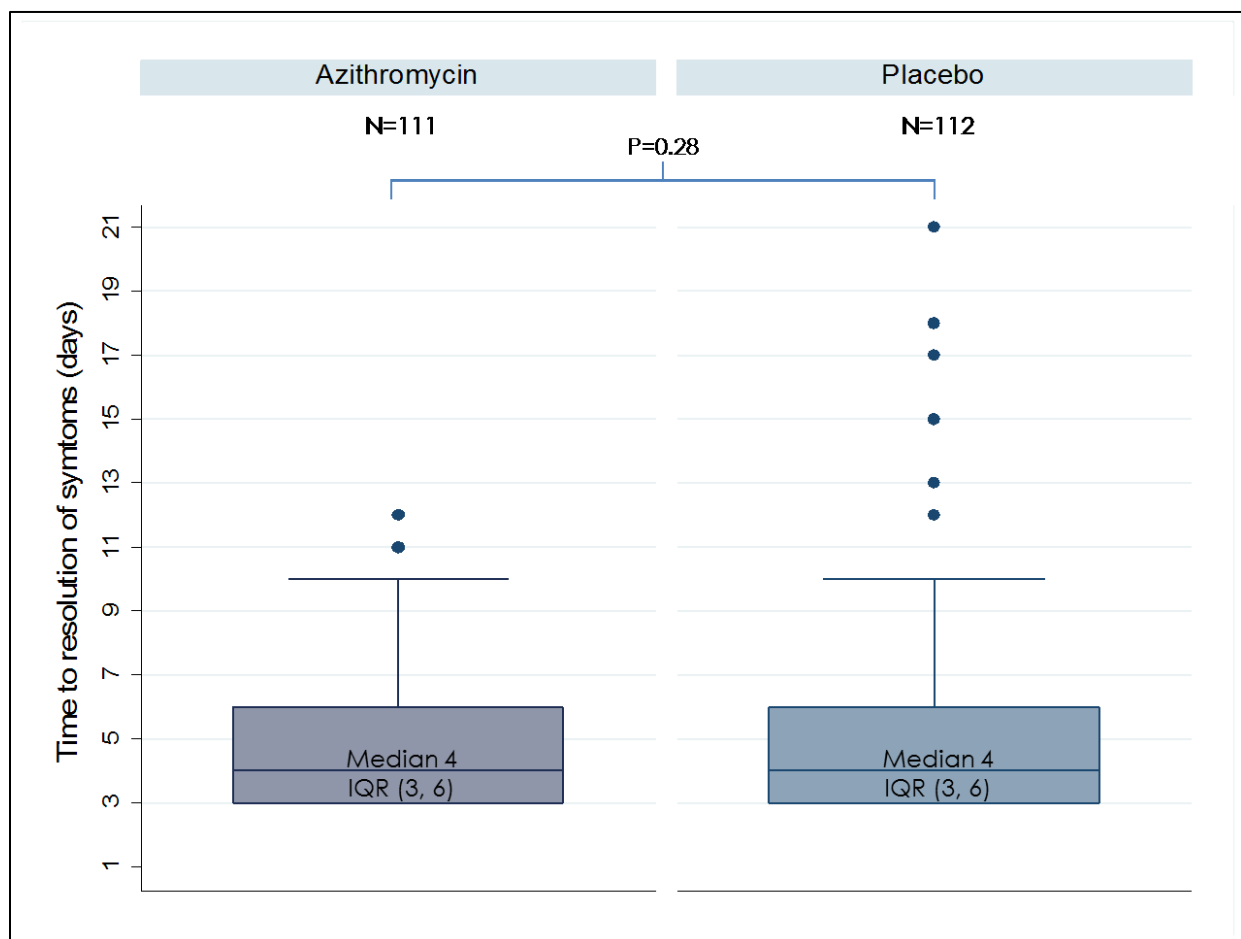 Azithromycin
Placebo
N=111
N=112
P=0.28
Time to resolution of symtoms (days)
21
19
17
15
13
11
9
7
5
3
1
Median 4
IQR (3, 6)
Median 4
IQR (3, 6)